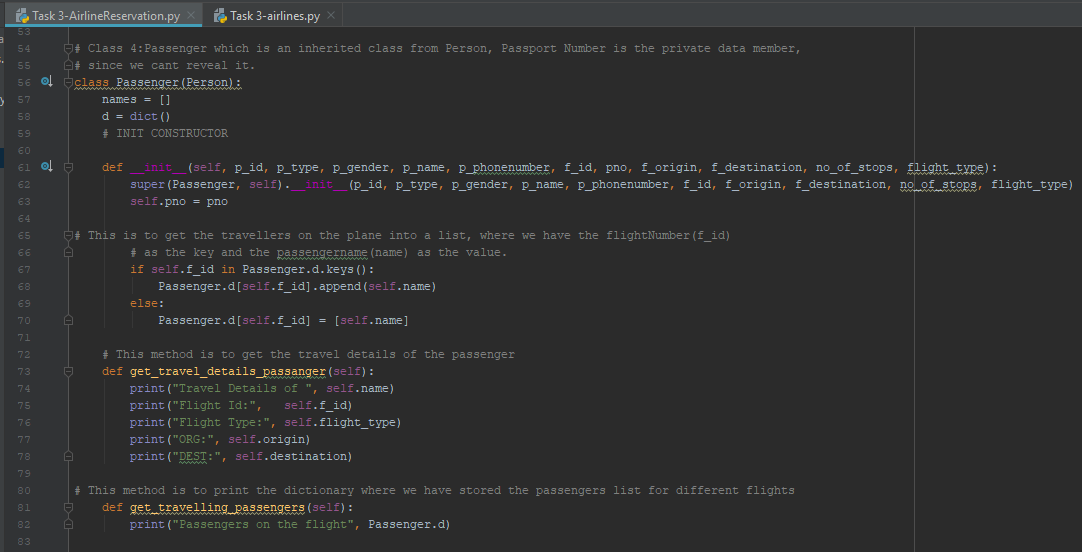 Task 3-AirlineReservation.py × Task 3-airlines.py ×
53
54 # Class 4:Passenger which is an inherited class from Person, Passport Number is the private data member,
55 # since we cant reveal it.
56 class Passenger(Person):
57     names = []
58     d = dict()
59     # INIT CONSTRUCTOR
60
61     def __init__(self, p_id, p_type, p_gender, p_name, p_phonenumber, f_id, pno, f_origin, f_destination, no_of_stops, flight_type):
62         super(Passenger, self).__init__(p_id, p_type, p_gender, p_name, p_phonenumber, f_id, f_origin, f_destination, no_of_stops, flight_type)
63         self.pno = pno
64
65 # This is to get the travellers on the plane into a list, where we have the flightNumber(f_id)
66         # as the key and the passengername(name) as the value.
67         if self.f_id in Passenger.d.keys():
68             Passenger.d[self.f_id].append(self.name)
69         else:
70             Passenger.d[self.f_id] = [self.name]
71
72     # This method is to get the travel details of the passenger
73     def get_travel_details_passanger(self):
74         print("Travel Details of ", self.name)
75         print("Flight Id:",   self.f_id)
76         print("Flight Type:", self.flight_type)
77         print("ORG:", self.origin)
78         print("DEST:", self.destination)
79
80 # This method is to print the dictionary where we have stored the passengers list for different flights
81     def get_travelling_passengers(self):
82         print("Passengers on the flight", Passenger.d)
83